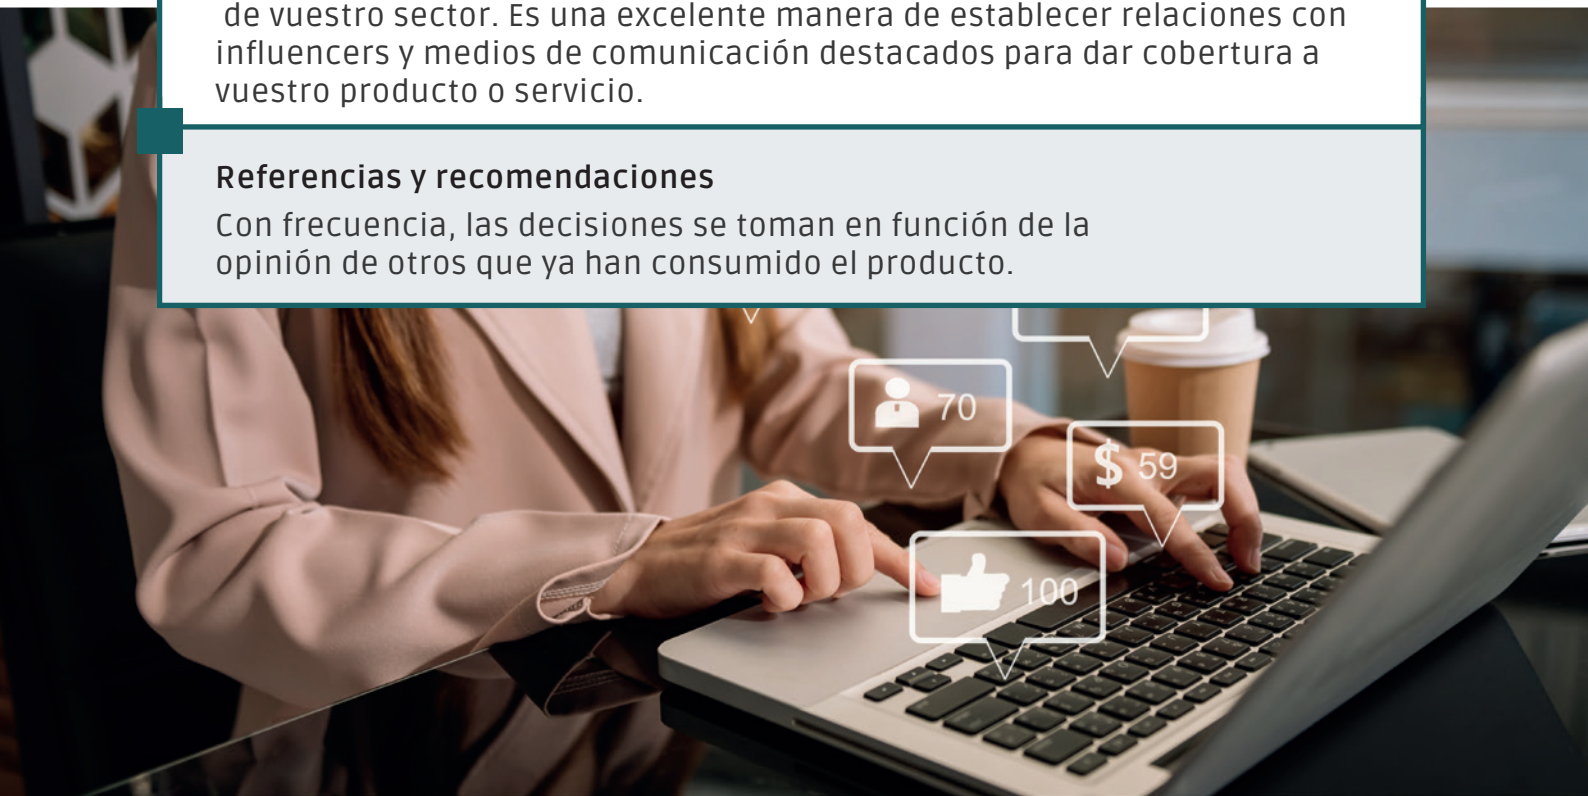 de vuestro sector. Es una excelente manera de establecer relaciones con
influencers y medios de comunicación destacados para dar cobertura a
vuestro producto o servicio.
Referencias y recomendaciones
Con frecuencia, las decisiones se toman en función de la
opinión de otros que ya han consumido el producto.
70
$ 59
100